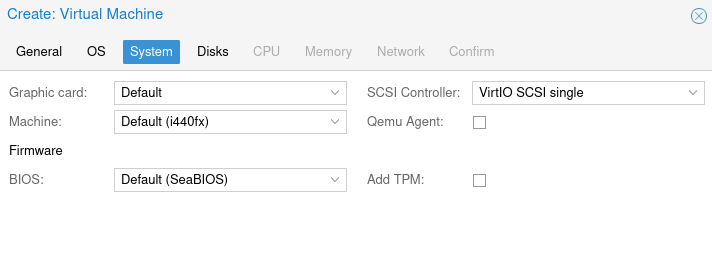 Create: Virtual Machine
General OS System Disks CPU Memory Network Confirm
Graphic card: Default SCSI Controller: VirtIO SCSI single
Machine: Default (i440fx) Qemu Agent:
Firmware
BIOS: Default (SeaBIOS) Add TPM: